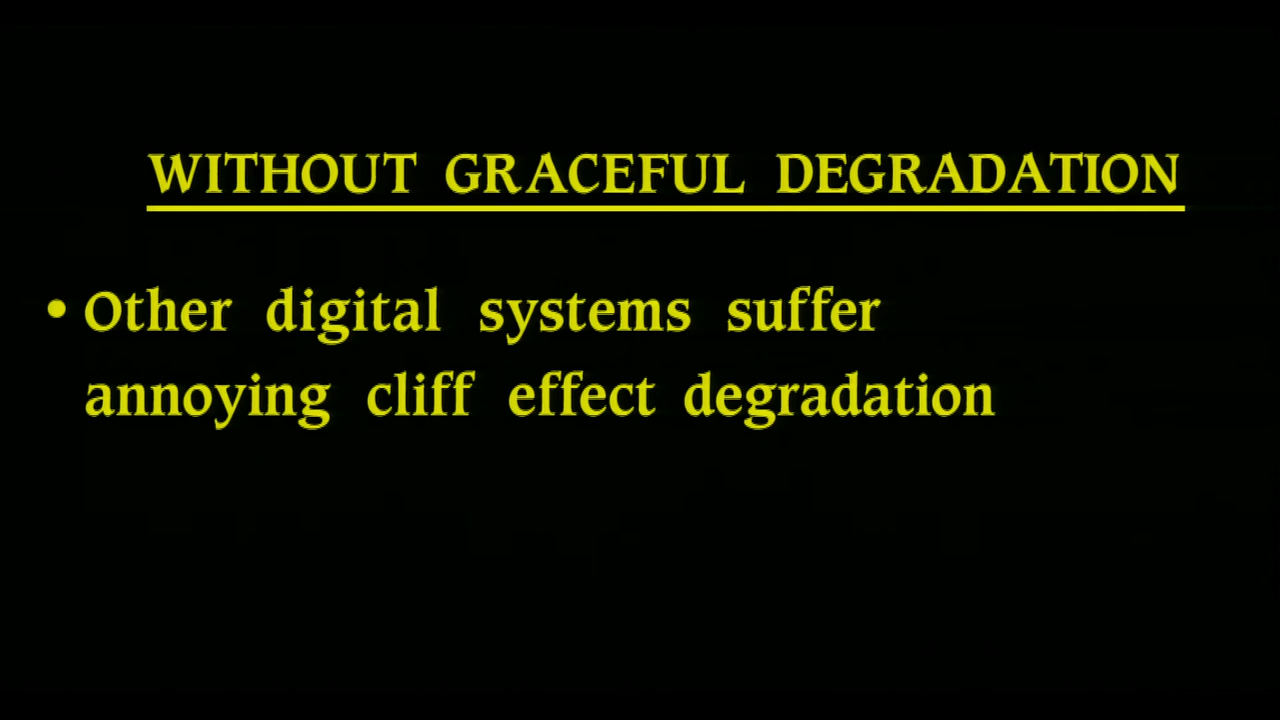 WITHOUT GRACEFUL DEGRADATION
• Other digital systems suffer
annoying cliff effect degradation